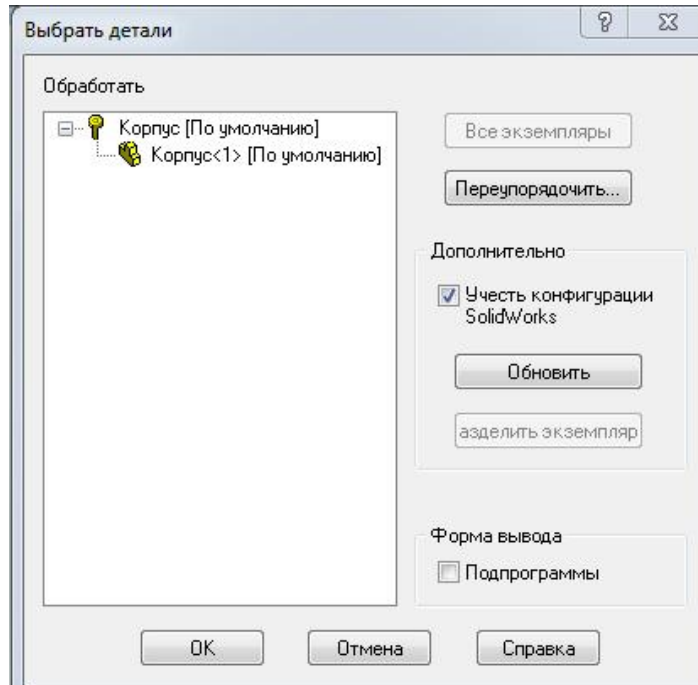 Выбрать детали
Обработать
Корпус [По умолчанию]
Корпус<1> [По умолчанию]
Все экземпляры
Переупорядочить...
Дополнительно
Учесть конфигурации
SolidWorks
Обновить
азделить экземпляр
Форма вывода
Подпрограммы
OK
Отмена
Справка